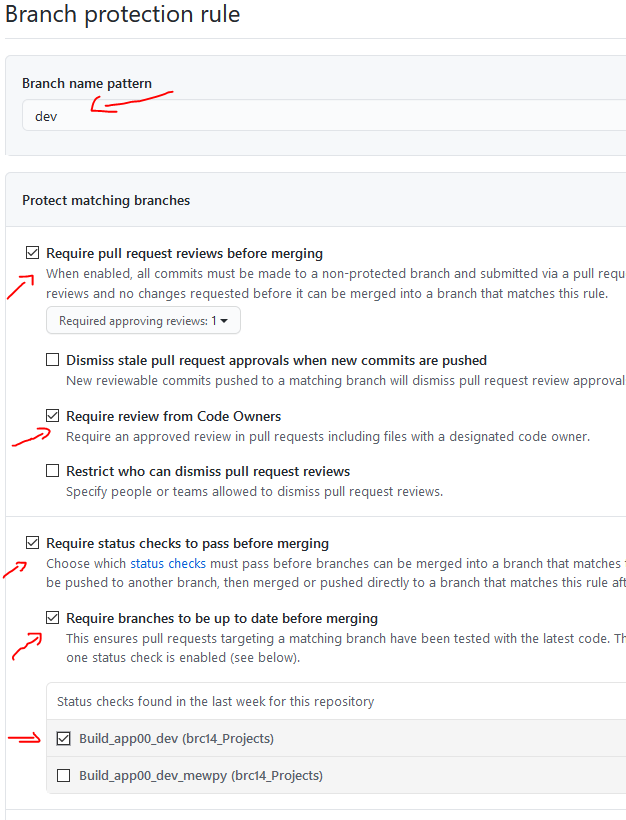 Branch protection rule
Branch name pattern
dev
Protect matching branches
Require pull request reviews before merging
When enabled, all commits must be made to a non-protected branch and submitted via a pull requ
reviews and no changes requested before it can be merged into a branch that matches this rule.
Required approving reviews: 1
Dismiss stale pull request approvals when new commits are pushed
New reviewable commits pushed to a matching branch will dismiss pull request review approval
Require review from Code Owners
Require an approved review in pull requests including files with a designated code owner.
Restrict who can dismiss pull request reviews
Specify people or teams allowed to dismiss pull request reviews.
Require status checks to pass before merging
Choose which status checks must pass before branches can be merged into a branch that matches t
be pushed to another branch, then merged or pushed directly to a branch that matches this rule aft
Require branches to be up to date before merging
This ensures pull requests targeting a matching branch have been tested with the latest code. Th
one status check is enabled (see below).
Status checks found in the last week for this repository
Build_app00_dev (brc14_Projects)
Build_app00_dev_mewpy (brc14_Projects)